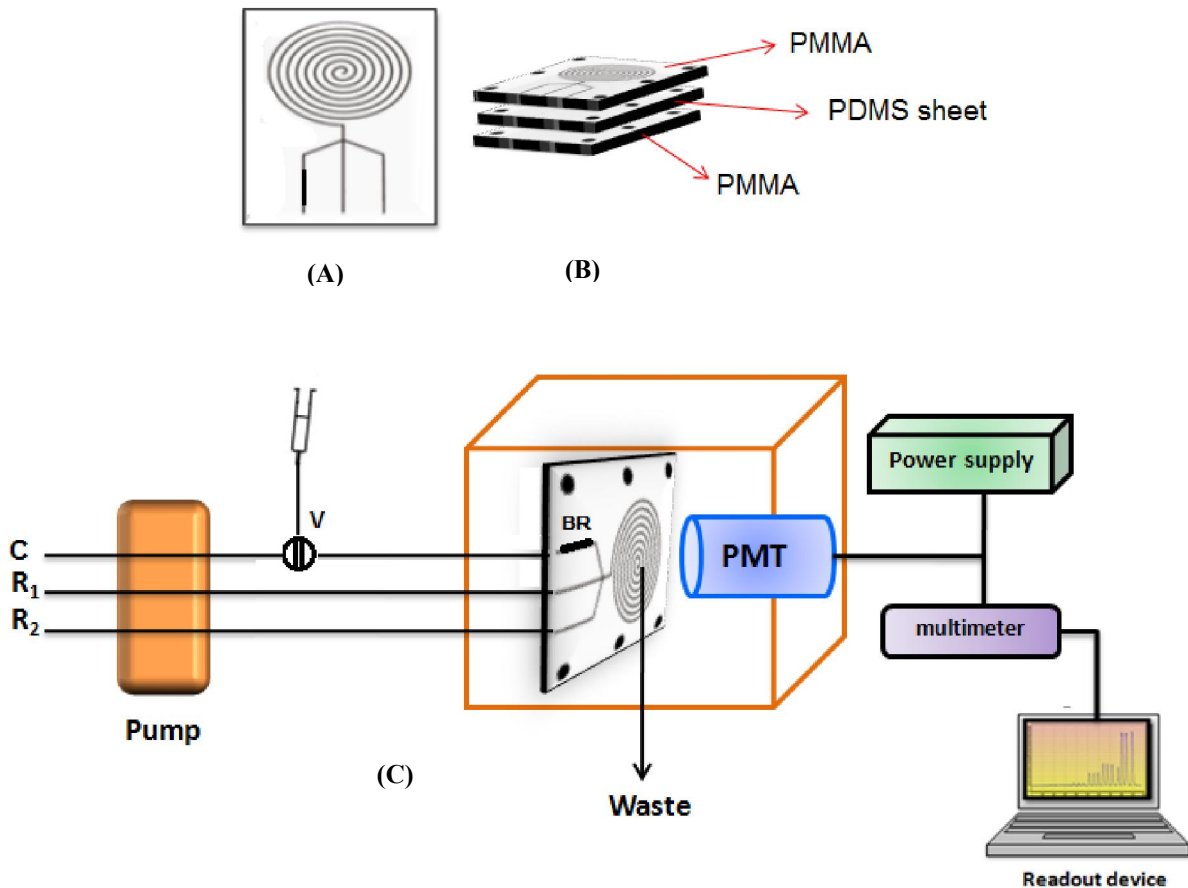 PMMA
PDMS sheet
PMMA
(A)
(B)
Power supply
V
BR
C
PMT
R₁
R₂
multimeter
Pump
(C)
Waste
Readout device